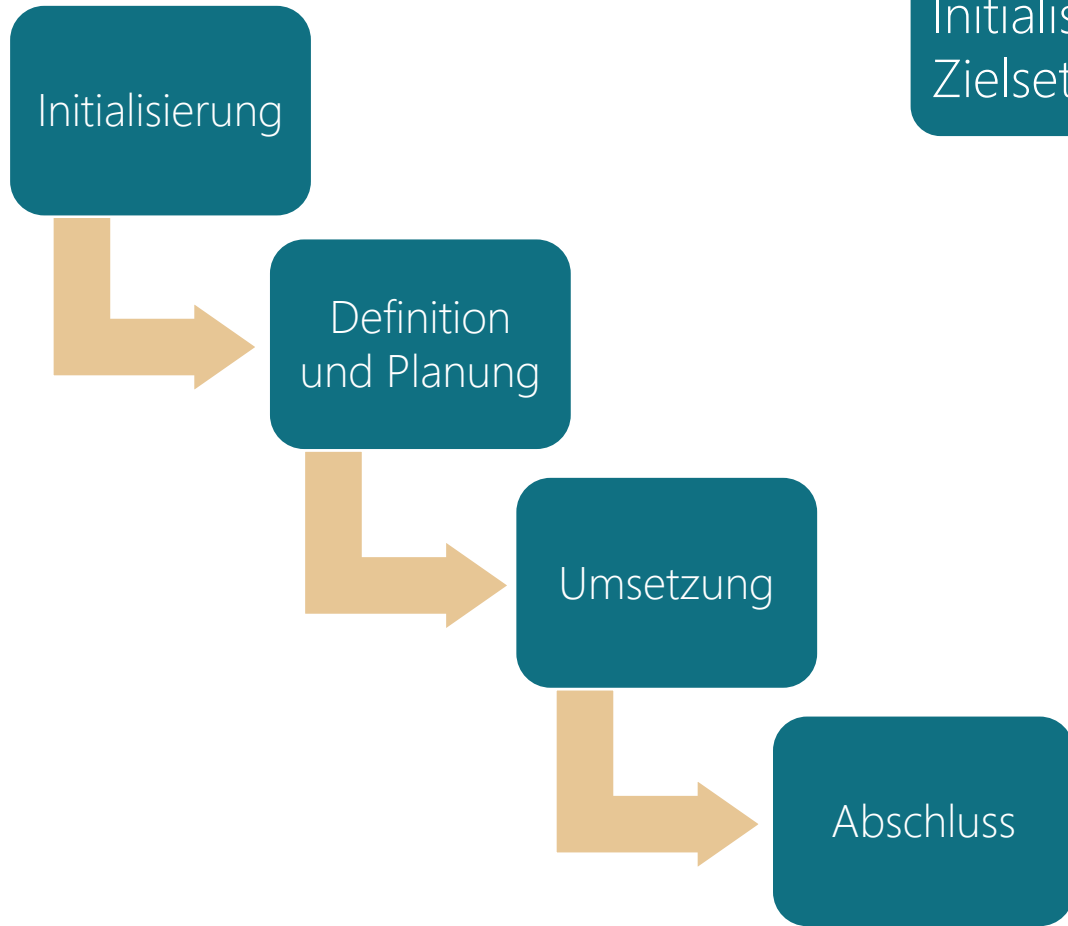 Initialisierung
Definition
und Planung
Umsetzung
Abschluss